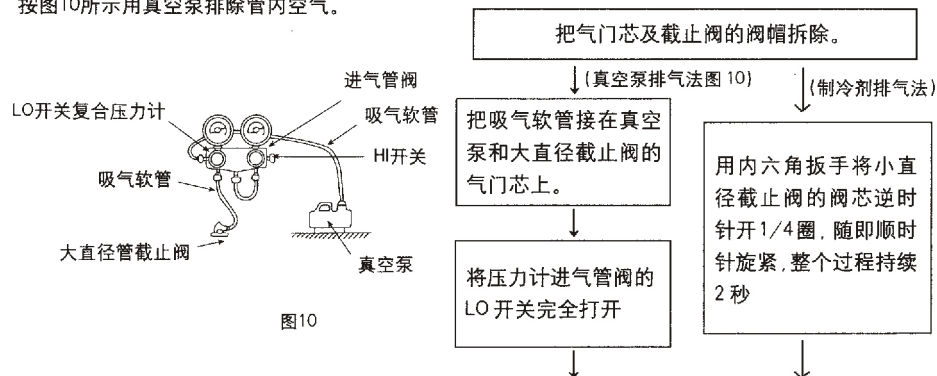 按图10所示用真空泵排除管内空气。
进气管阀
LO开关复合压力计
吸气软管
HI开关
吸气软管
大直径管截止阀
真空泵
图10
把气门芯及截止阀的阀帽拆除。
(真空泵排气法图10)
(制冷剂排气法)
把吸气软管接在真空
泵和大直径截止阀的
气门芯上。
将压力计进气管阀的
LO开关完全打开
用内六角扳手将小直
径截止阀的阀芯逆时
针开1/4圈,随即顺时
针旋紧,整个过程持续
2秒